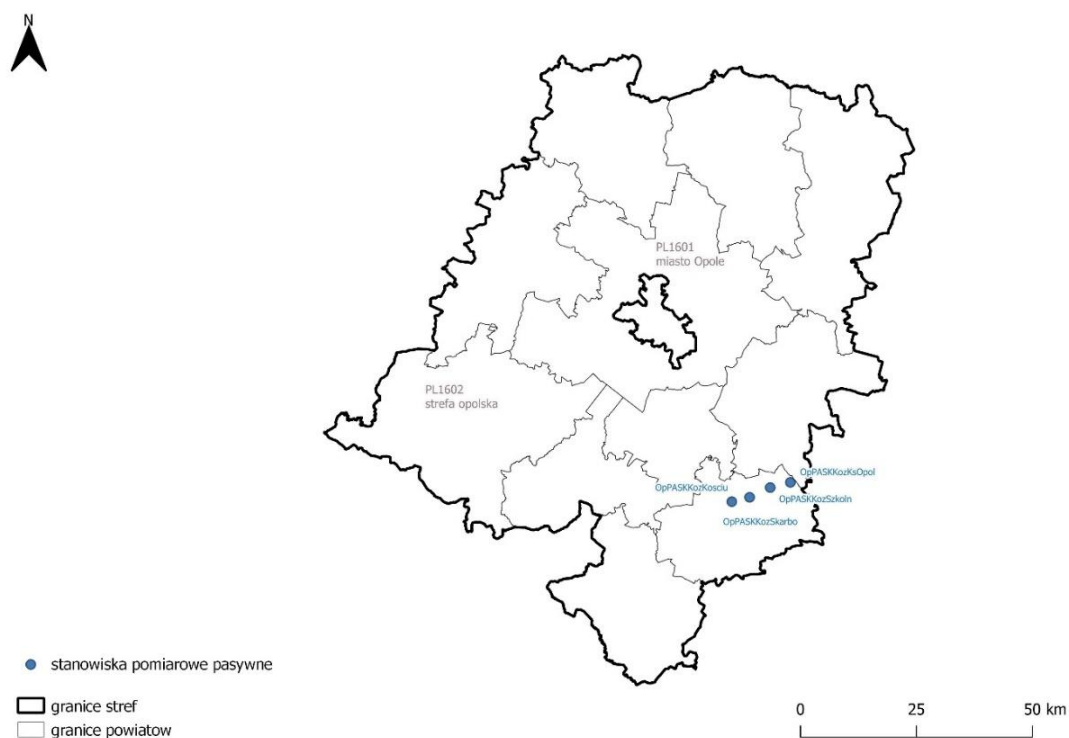 N
PL1601
miasto Opole
PL1602
strefa opolska
OpPASKKozKsOpol
OpPASKKozKosciu
OpPASKKozSzkoln
OpPASKKozSkarbo
stanowiska pomiarowe pasywne
granice stref
granice powiatow
0 25 50 km